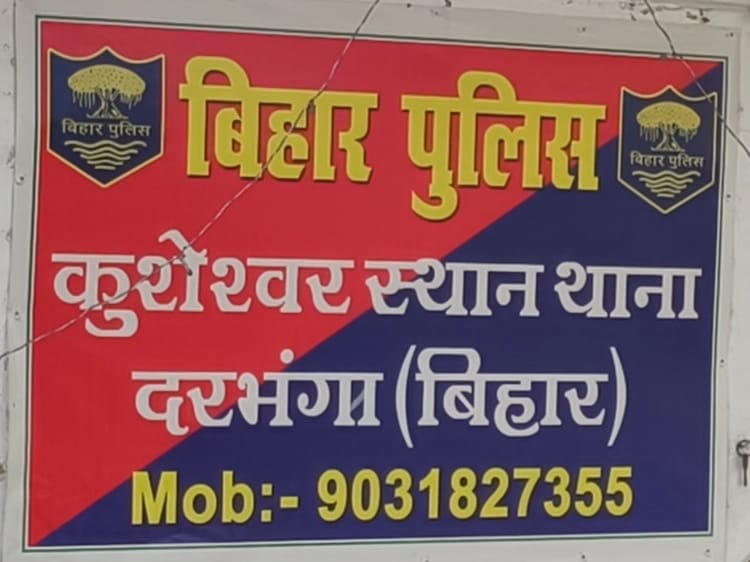 बिहार पुलिस
बिहार पुलिस
बिहार पुलिस
कुशेश्वर स्थान थाना
दरभंगा (बिहार)
Mob:- 9031827355